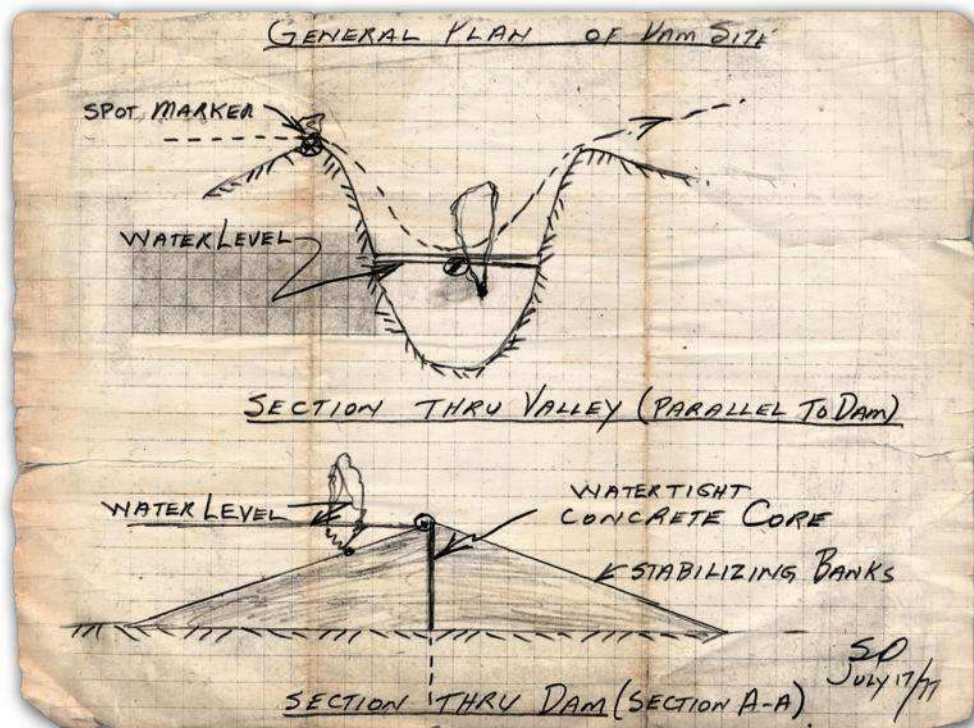 GENERAL PLAN OF DAM SITE
SPOT MARKER
WATER LEVEL
SECTION THRU VALLEY (PARALLEL TO DAM)
WATER LEVEL
WATERTIGHT
CONCRETE CORE
STABILIZING BANKS
SD
JULY 17/77
SECTION THRU DAM (SECTION A-A)